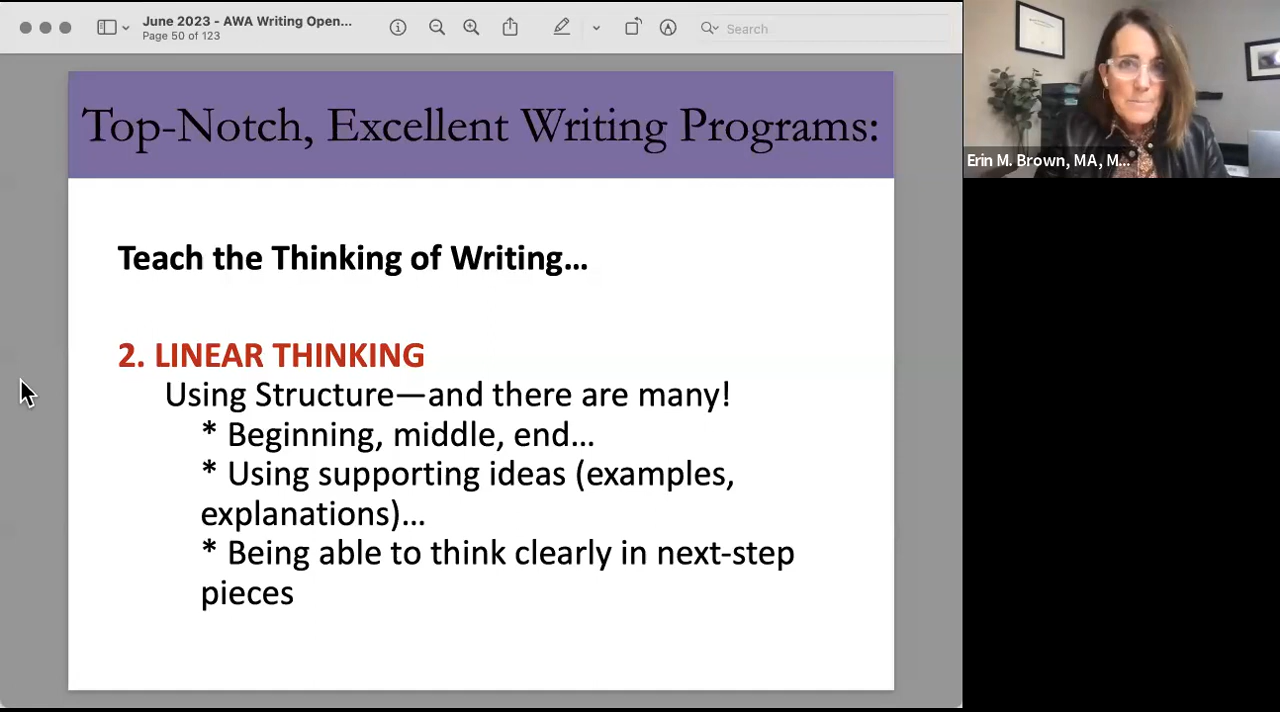 June 2023 - AWA Writing Open...
Page 50 of 123
Search
Top-Notch, Excellent Writing Programs:
Teach the Thinking of Writing…
2. LINEAR THINKING
Using Structure—and there are many!
* Beginning, middle, end…
* Using supporting ideas (examples,
explanations)…
* Being able to think clearly in next-step
pieces
Erin M. Brown, MA, M...